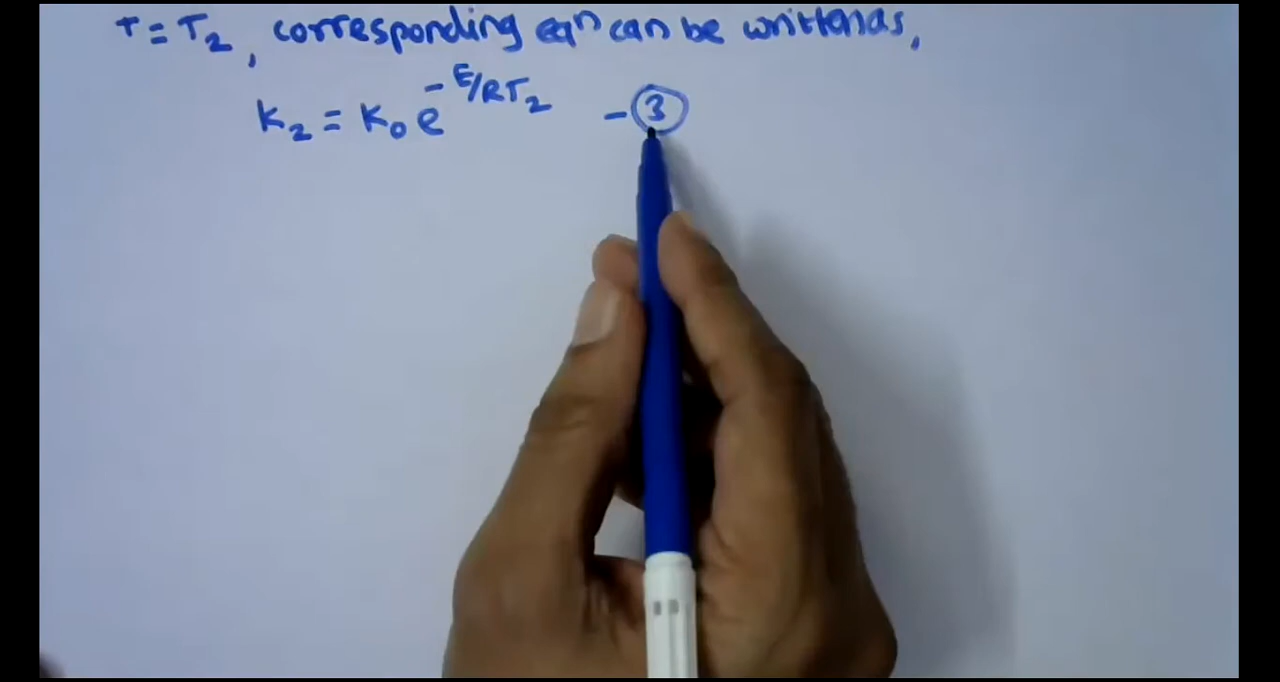 T = T₂, corresponding eqⁿ can be written as,
K₂ = K₀ e^(-E/RT₂) - ③